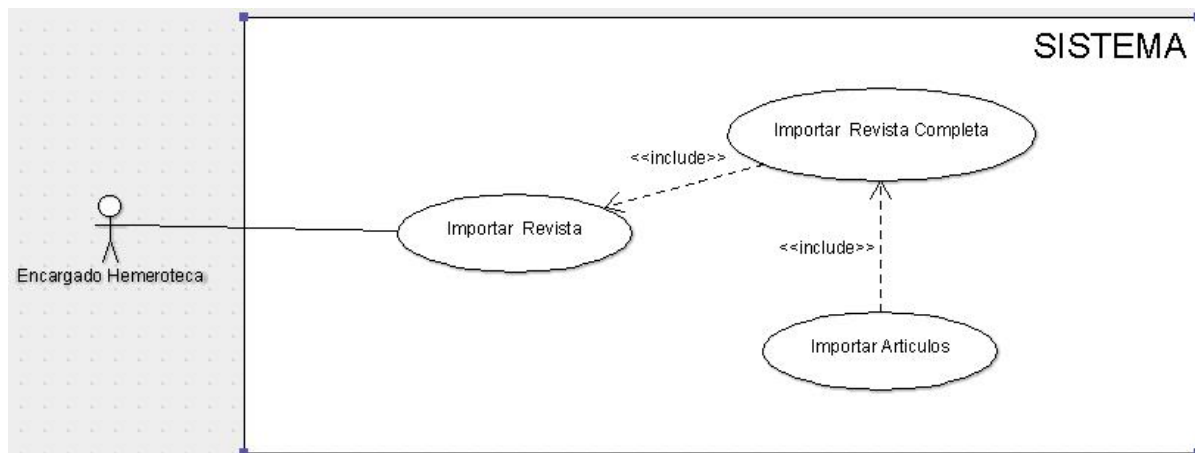 SISTEMA
Importar Revista Completa
<<include>>
Importar Revista
<<include>>
Encargado Hemeroteca
Importar Articulos